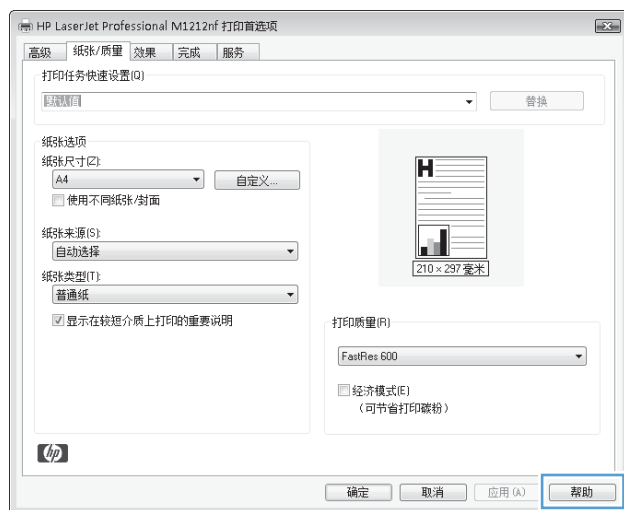 HP LaserJet Professional M1212nf 打印首选项
高级 纸张/质量 效果 完成 服务
打印任务快速设置(Q)
默认值
替换
纸张选项
纸张尺寸(Z):
A4
自定义...
使用不同纸张/封面
纸张来源(S):
自动选择
纸张类型(T):
普通纸
显示在较短介质上打印的重要说明
H
210 × 297 毫米
打印质量(R)
FastRes 600
经济模式(E)
（可节省打印碳粉）
hp
确定 取消 应用(A) 帮助